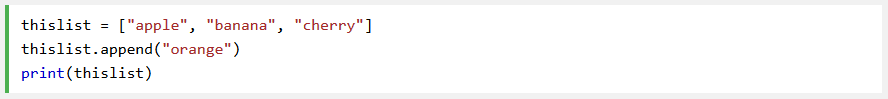 thislist = ["apple", "banana", "cherry"]
thislist.append("orange")
print(thislist)